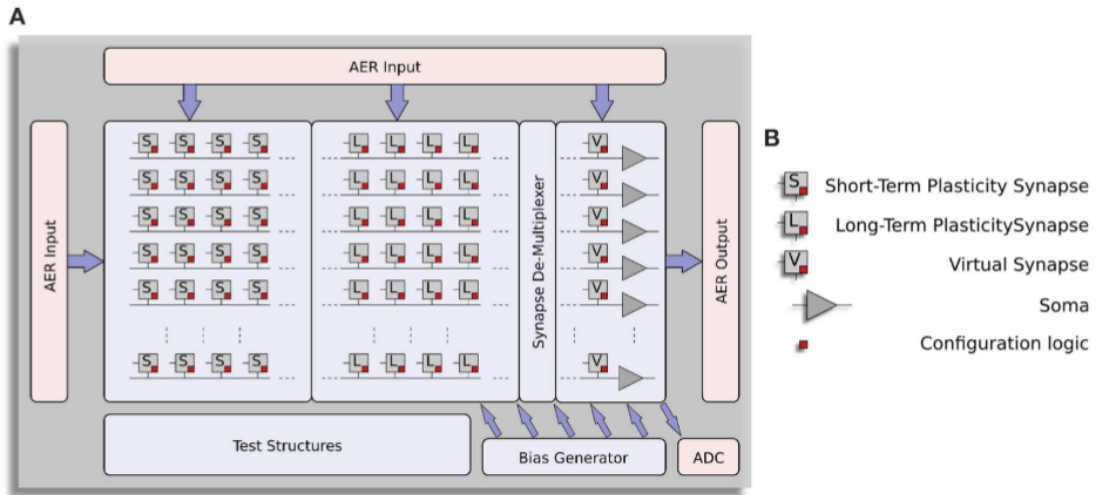 A
AER Input
AER Input
S S S S L L L L V
S S S S L L L L V
S S S S L L L L V
S S S S L L L L V
S S S S L L L L V
S S S S L L L L V
Synapse De-Multiplexer
AER Output
Test Structures
Bias Generator
ADC
B
S Short-Term Plasticity Synapse
L Long-Term PlasticitySynapse
V Virtual Synapse
Soma
Configuration logic